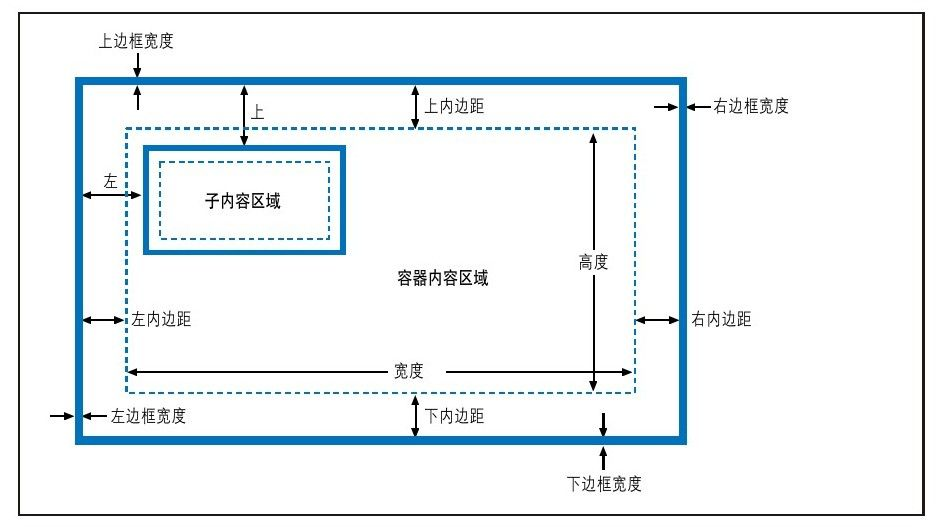 上边框宽度
上
上内边距
右边框宽度
左
子内容区域
高度
容器内容区域
左内边距
右内边距
宽度
左边框宽度
下内边距
下边框宽度